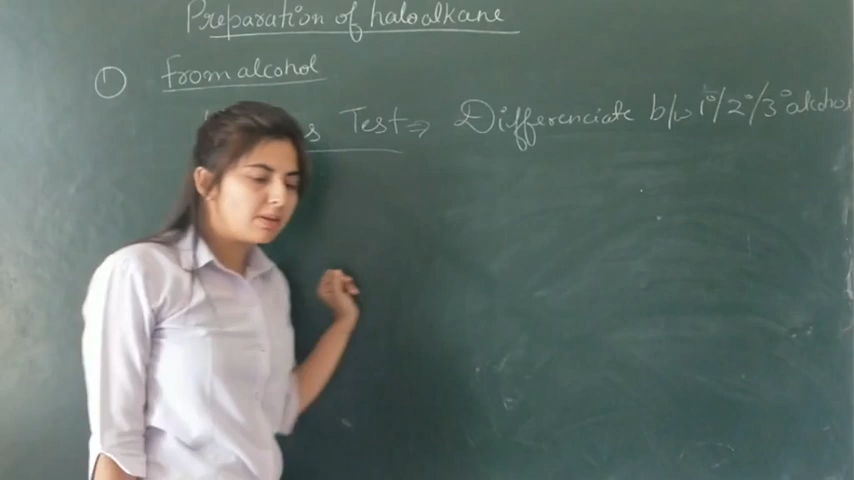 Preparation of haloalkane
① From alcohol
s Test ⇒ Differenciate b/w 1°/2°/3° alcohol